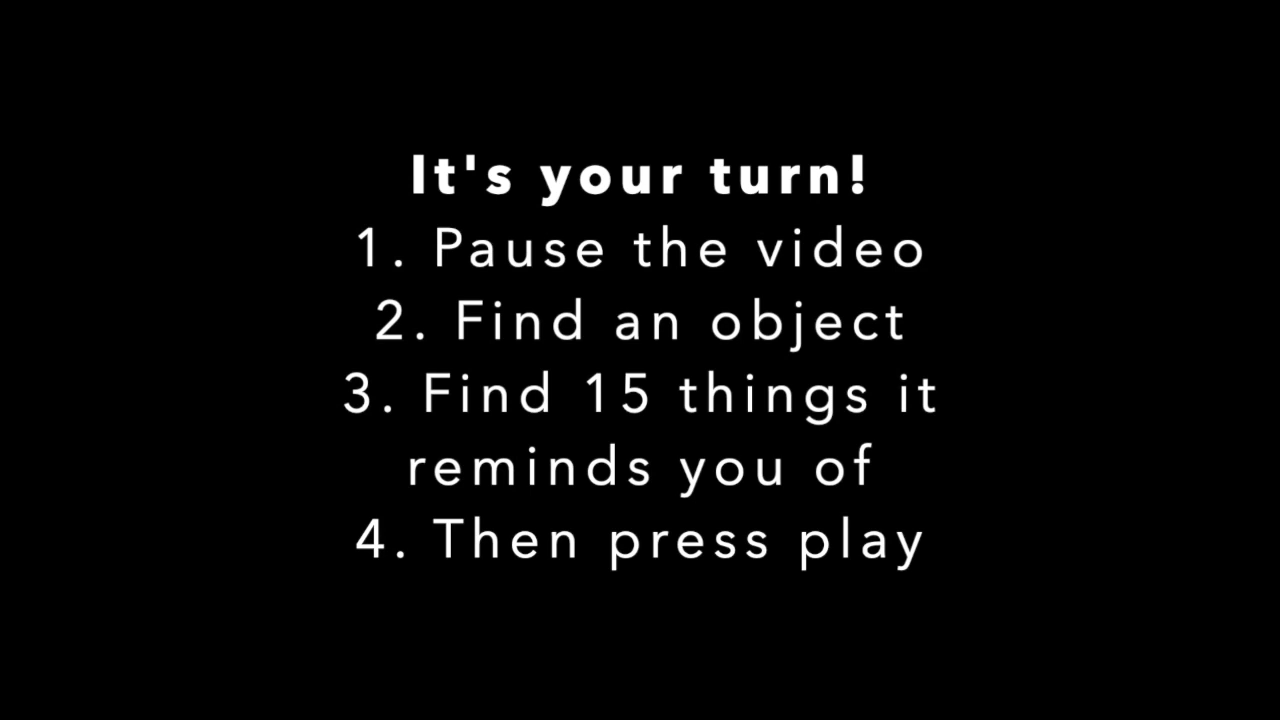 It's your turn!
1. Pause the video
2. Find an object
3. Find 15 things it
reminds you of
4. Then press play